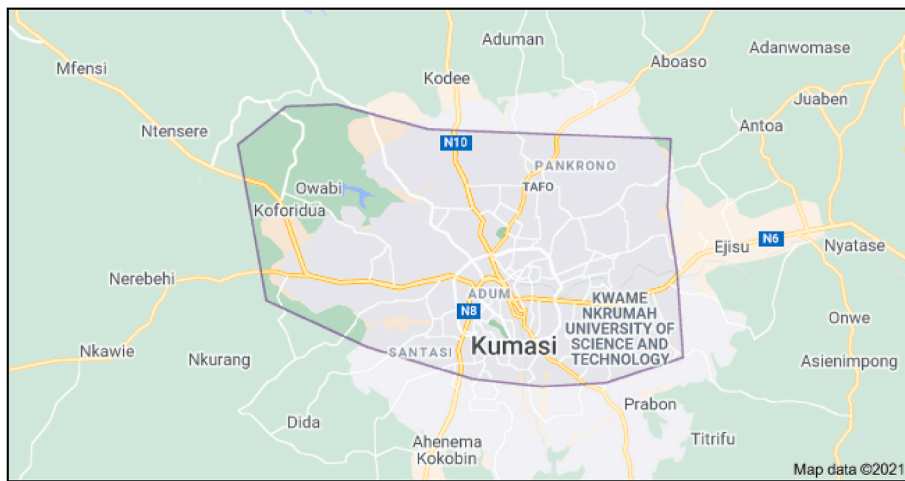 Aduman
Adanwomase
Mfensi
Kodee
Aboaso
Juaben
Ntensere
Antoa
N10
PANKRONO
TAFO
Owabi
Koforidua
Ejisu
N6
Nyatase
Nerebehi
ADUM
N8
KWAME
NKRUMAH
UNIVERSITY OF
SCIENCE AND
TECHNOLOGY
Onwe
Nkawie
Nkurang
SANTASI
Kumasi
Asienimpong
Dida
Prabon
Ahenema
Kokobin
Titrifu
Map data ©2021